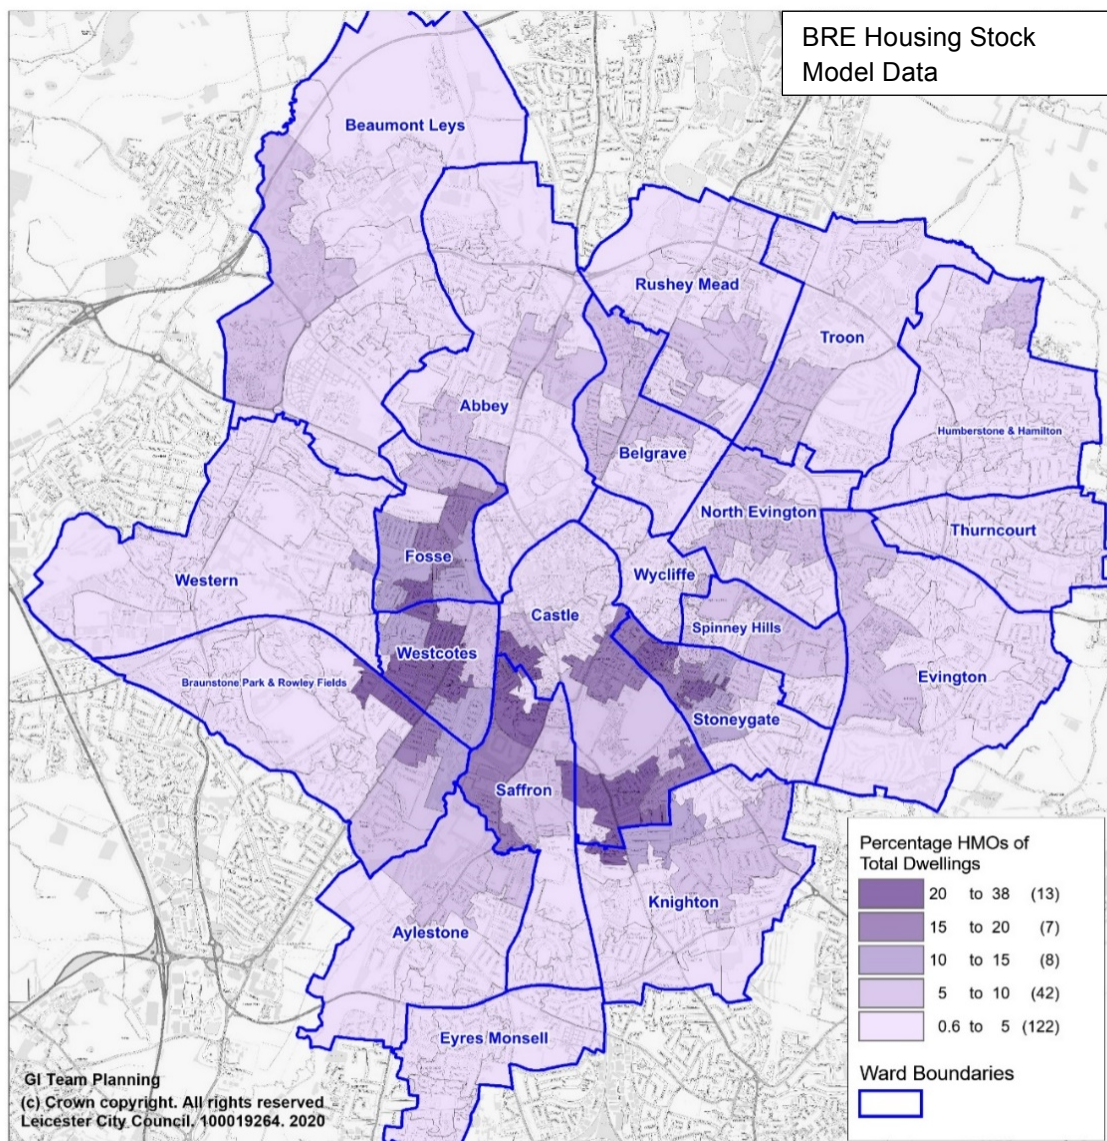 BRE Housing Stock
Model Data
Beaumont Leys
Rushey Mead
Troon
Abbey
Humberstone & Hamilton
Belgrave
North Evington
Thurncourt
Fosse
Western
Wycliffe
Castle
Spinney Hills
Westcotes
Braunstone Park & Rowley Fields
Evington
Stoneygate
Saffron
Knighton
Aylestone
Eyres Monsell
Percentage HMOs of
Total Dwellings
20 to 38 (13)
15 to 20 (7)
10 to 15 (8)
5 to 10 (42)
0.6 to 5 (122)
Ward Boundaries
GI Team Planning
(c) Crown copyright. All rights reserved
Leicester City Council. 100019264. 2020